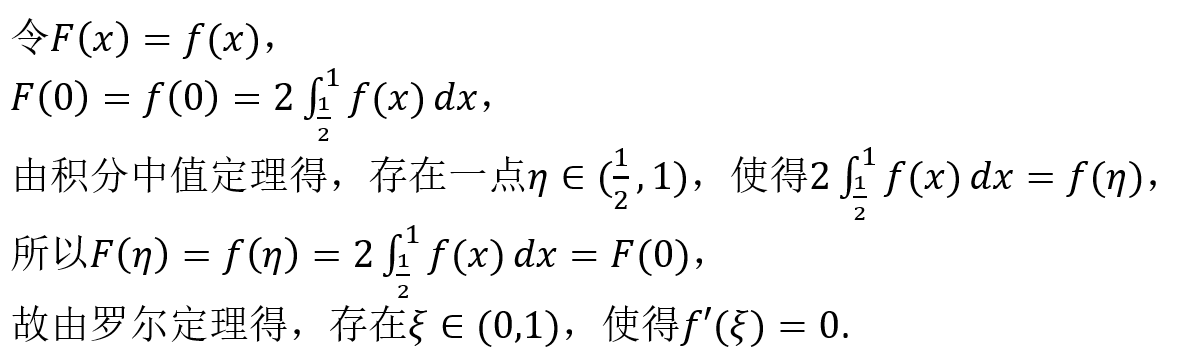 令F(x) = f(x)，
F(0) = f(0) = 2 ∫_{1/2}^{1} f(x) dx，
由积分中值定理得，存在一点η ∈ (1/2, 1)，使得2 ∫_{1/2}^{1} f(x) dx = f(η)，
所以F(η) = f(η) = 2 ∫_{1/2}^{1} f(x) dx = F(0)，
故由罗尔定理得，存在ξ ∈ (0,1)，使得f′(ξ) = 0.